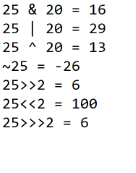 25 & 20 = 16
25 | 20 = 29
25 ^ 20 = 13
~25 = -26
25>>2 = 6
25<<2 = 100
25>>>2 = 6